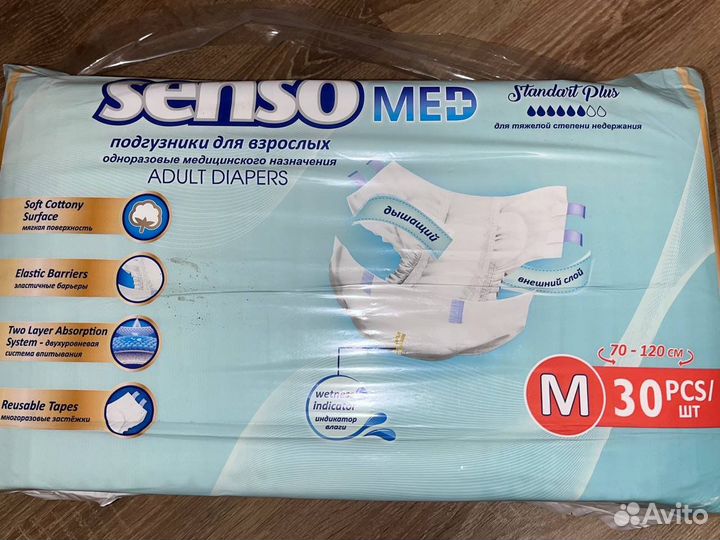 senso MED
Standart Plus
для тяжелой степени недержания
подгузники для взрослых
одноразовые медицинского назначения
ADULT DIAPERS
Soft Cottony
Surface
мягкая поверхность
Elastic Barriers
эластичные барьеры
Two Layer Absorption
System - двухуровневая
система впитывания
Reusable Tapes
многоразовые застёжки
дышащий
внешний слой
wetness
indicator
индикатор
влаги
70 - 120 см
M 30 PCS/
шт
Avito